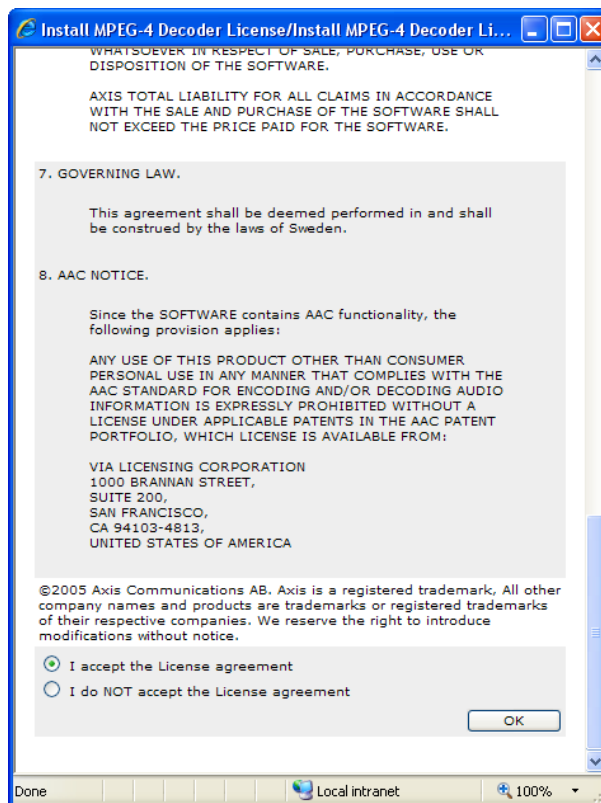 Install MPEG-4 Decoder License/Install MPEG-4 Decoder Li...
WHATSOEVER IN RESPECT OF SALE, PURCHASE, USE OR
DISPOSITION OF THE SOFTWARE.
AXIS TOTAL LIABILITY FOR ALL CLAIMS IN ACCORDANCE
WITH THE SALE AND PURCHASE OF THE SOFTWARE SHALL
NOT EXCEED THE PRICE PAID FOR THE SOFTWARE.
7. GOVERNING LAW.
This agreement shall be deemed performed in and shall
be construed by the laws of Sweden.
8. AAC NOTICE.
Since the SOFTWARE contains AAC functionality, the
following provision applies:
ANY USE OF THIS PRODUCT OTHER THAN CONSUMER
PERSONAL USE IN ANY MANNER THAT COMPLIES WITH THE
AAC STANDARD FOR ENCODING AND/OR DECODING AUDIO
INFORMATION IS EXPRESSLY PROHIBITED WITHOUT A
LICENSE UNDER APPLICABLE PATENTS IN THE AAC PATENT
PORTFOLIO, WHICH LICENSE IS AVAILABLE FROM:
VIA LICENSING CORPORATION
1000 BRANNAN STREET,
SUITE 200,
SAN FRANCISCO,
CA 94103-4813,
UNITED STATES OF AMERICA
©2005 Axis Communications AB. Axis is a registered trademark, All other
company names and products are trademarks or registered trademarks
of their respective companies. We reserve the right to introduce
modifications without notice.
I accept the License agreement
I do NOT accept the License agreement
OK
Done Local intranet 100%